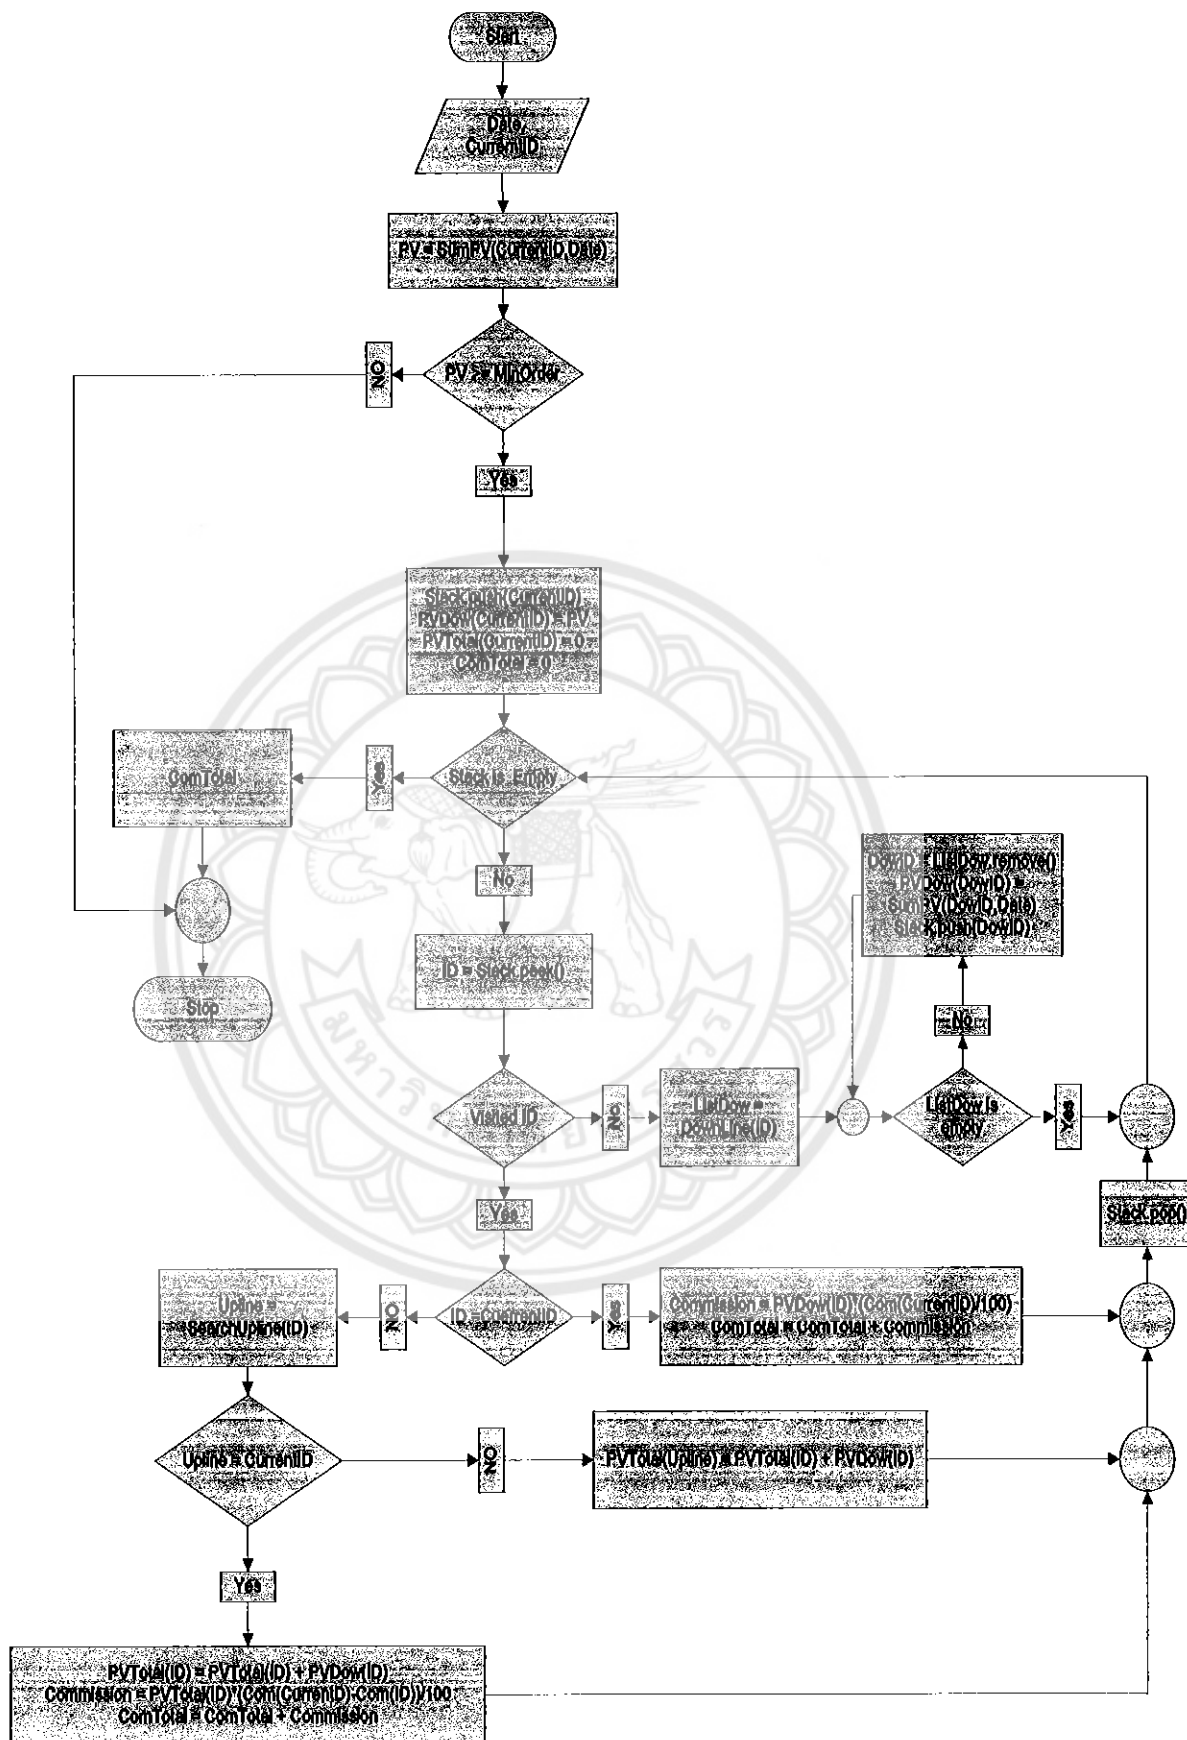 Start
Date,
CurrentID
PV = SumPV(CurrentID,Date)
PV >= MinOrder
NO
Yes
Stack.push(CurrentID)
PVDow(CurrentID) = PV
PVTotal(CurrentID) = 0
ComTotal = 0
Stack is Empty
Yes
ComTotal
No
ID = Stack.peek()
Stop
DowID = ListDow.remove()
PVDow(DowID) =
SumPV(DowID,Date)
Stack.push(DowID)
No
Visited ID
No
ListDow =
DownLine(ID)
ListDow is
empty
Yes
Yes
Stack.pop()
ID =CurrentID
NO
Upline =
SearchUpline(ID)
Yes
Commission = PVDow(ID)*(Com(CurrentID)/100)
ComTotal = ComTotal + Commission
Upline = CurrentID
NO
PVTotal(Upline) = PVTotal(ID) + PVDow(ID)
Yes
PVTotal(ID) = PVTotal(ID) + PVDow(ID)
Commission = PVTotal(ID)*(Com(CurrentID)-Com(ID))/100
ComTotal = ComTotal + Commission